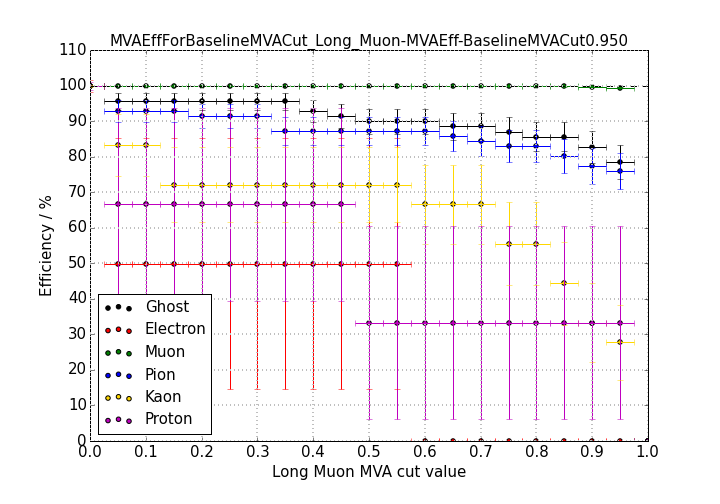 MVAEffForBaselineMVACut_Long_Muon-MVAEff-BaselineMVACut0.950
110
100
90
80
70
60
50
40
30
20
10
0
Efficiency / %
Ghost
Electron
Muon
Pion
Kaon
Proton
0.0 0.1 0.2 0.3 0.4 0.5 0.6 0.7 0.8 0.9 1.0
Long Muon MVA cut value